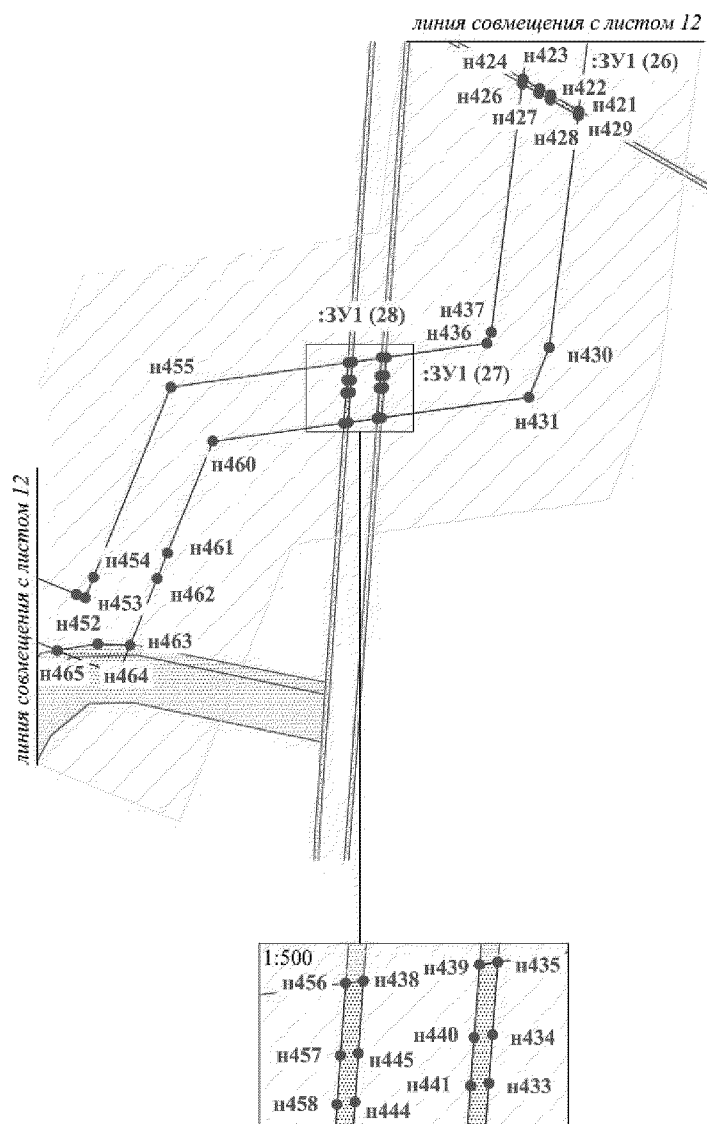 линия совмещения с листом 12
н423
н424
:ЗУ1 (26)
н422
н426
н421
н427
н428
н429
:ЗУ1 (28)
н437
н436
н430
:ЗУ1 (27)
н455
н431
н460
линия совмещения с листом 12
н461
н454
н462
н453
н452
н463
н465
н464
1:500
н456
н438
н439
н435
н440
н434
н457
н445
н441
н433
н458
н444